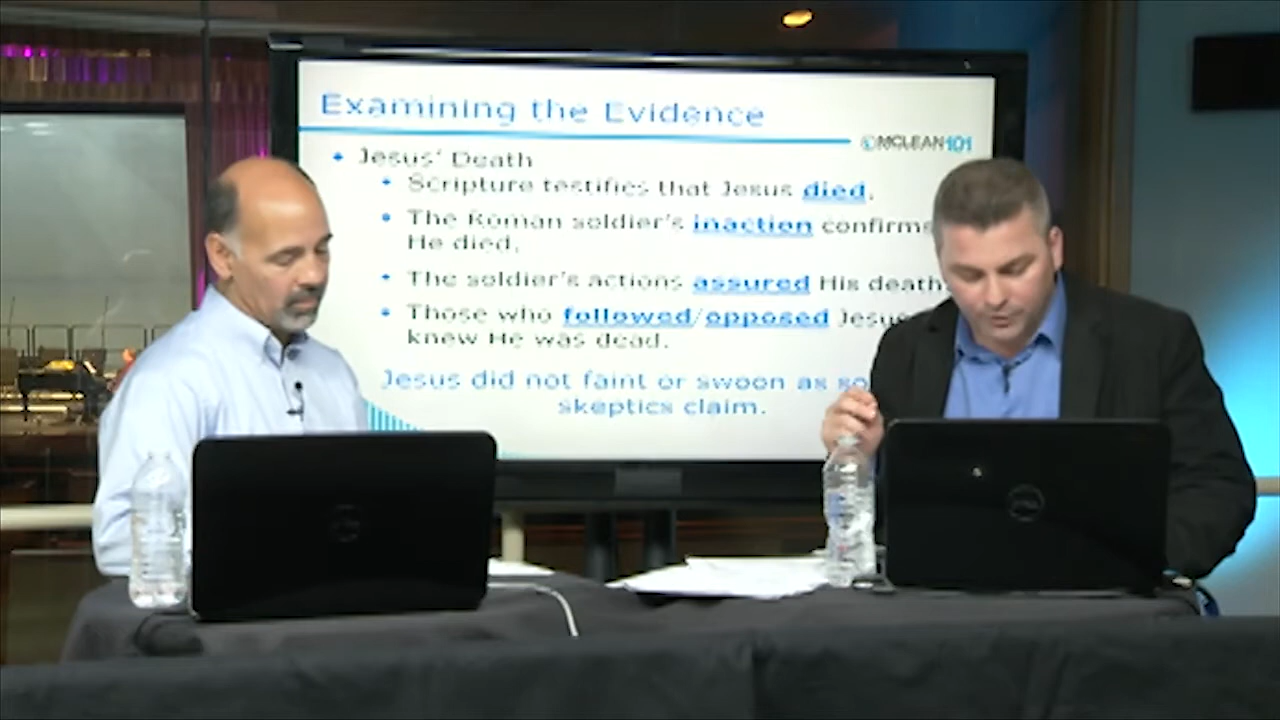 Examining the Evidence
MCLEAN101
Jesus' Death
Scripture testifies that Jesus died.
The Roman soldier's inaction confirms
He died.
The soldier's actions assured His death
Those who followed/opposed Jesus
knew He was dead.
Jesus did not faint or swoon as so
skeptics claim.
DELL